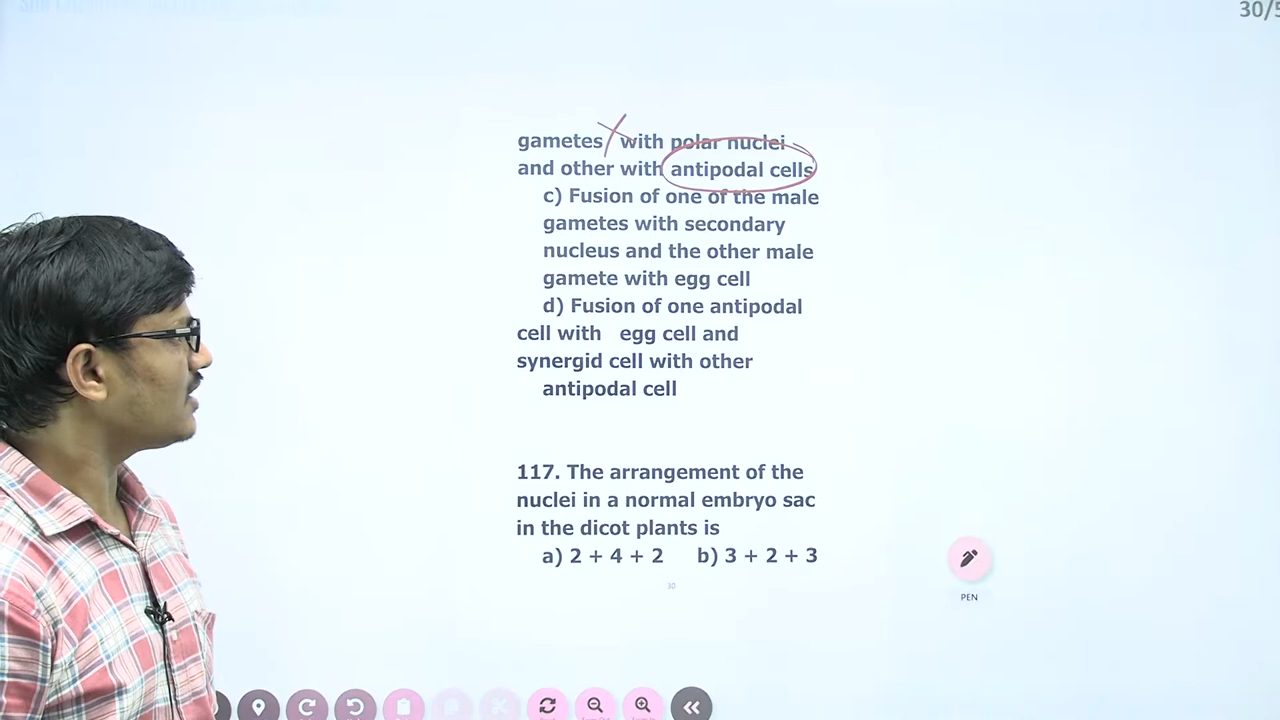 30/5
gametes with polar nuclei
and other with antipodal cells
c) Fusion of one of the male
gametes with secondary
nucleus and the other male
gamete with egg cell
d) Fusion of one antipodal
cell with egg cell and
synergid cell with other
antipodal cell
117. The arrangement of the
nuclei in a normal embryo sac
in the dicot plants is
a) 2 + 4 + 2 b) 3 + 2 + 3
30
PEN